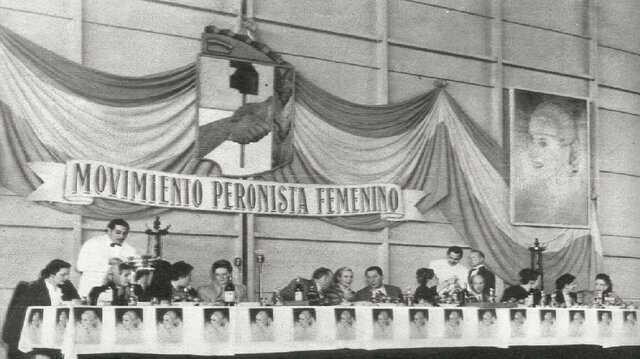 MOVIMIENTO PERONISTA FEMENINO